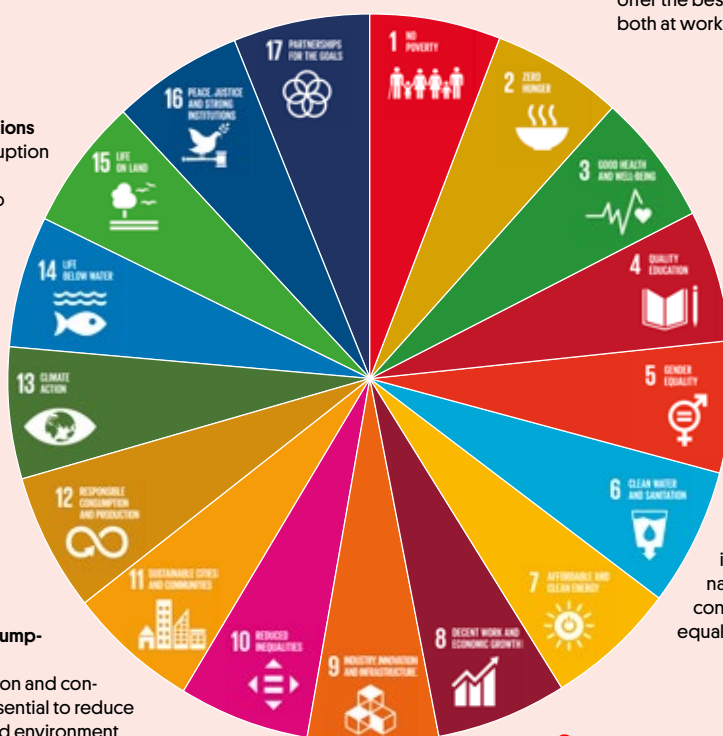 offer the bes
both at work
1 NO
POVERTY
2 ZERO
HUNGER
3 GOOD HEALTH
AND WELL-BEING
4 QUALITY
EDUCATION
5 GENDER
EQUALITY
6 CLEAN WATER
AND SANITATION
7 AFFORDABLE AND
CLEAN ENERGY
8 DECENT WORK AND
ECONOMIC GROWTH
9 INDUSTRY, INNOVATION
AND INFRASTRUCTURE
10 REDUCED
INEQUALITIES
11 SUSTAINABLE CITIES
AND COMMUNITIES
12 RESPONSIBLE
CONSUMPTION
AND PRODUCTION
13 CLIMATE
ACTION
14 LIFE
BELOW WATER
15 LIFE
ON LAND
16 PEACE, JUSTICE
AND STRONG
INSTITUTIONS
17 PARTNERSHIPS
FOR THE GOALS
ions
uption
o
ump-
on and con-
sential to reduce
d environment
i
na
con
equal